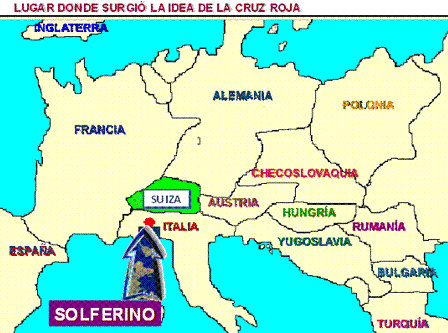 LUGAR DONDE SURGIÓ LA IDEA DE LA CRUZ ROJA
INGLATERRA
ALEMANIA
POLONIA
FRANCIA
CHECOSLOVAQUIA
SUIZA
AUSTRIA
HUNGRÍA
ITALIA
RUMANÍA
YUGOSLAVIA
ESPAÑA
BULGARIA
SOLFERINO
TURQUÍA